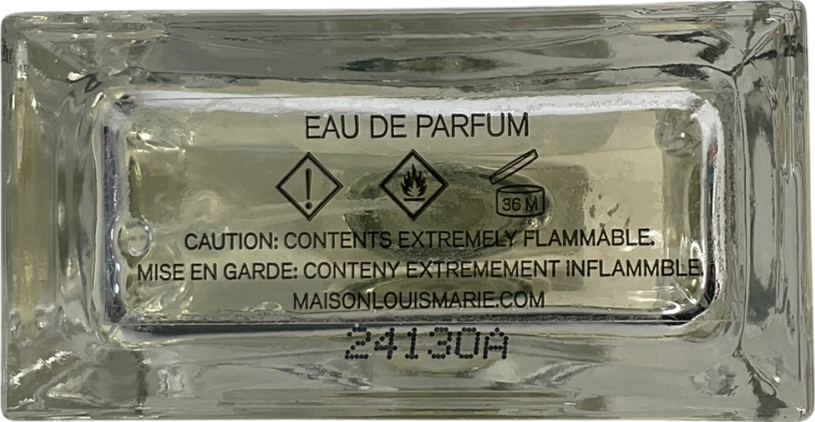 EAU DE PARFUM
36 M
CAUTION: CONTENTS EXTREMELY FLAMMABLE.
MISE EN GARDE: CONTENY EXTREMEMENT INFLAMMBLE.
MAISONLOUISMARIE.COM
24130A